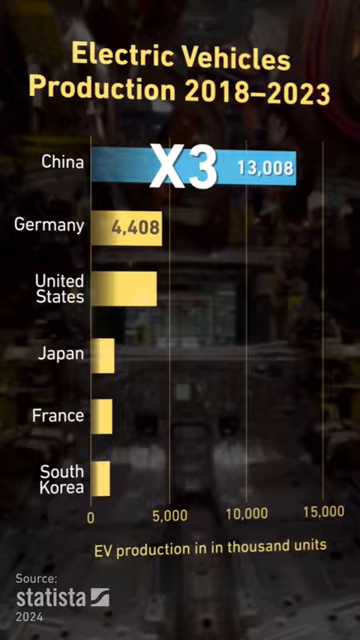 Electric Vehicles
Production 2018–2023
China
X3
13,008
Germany
4,408
United
States
Japan
France
South
Korea
0
5,000
10,000
15,000
EV production in in thousand units
Source:
statista
2024